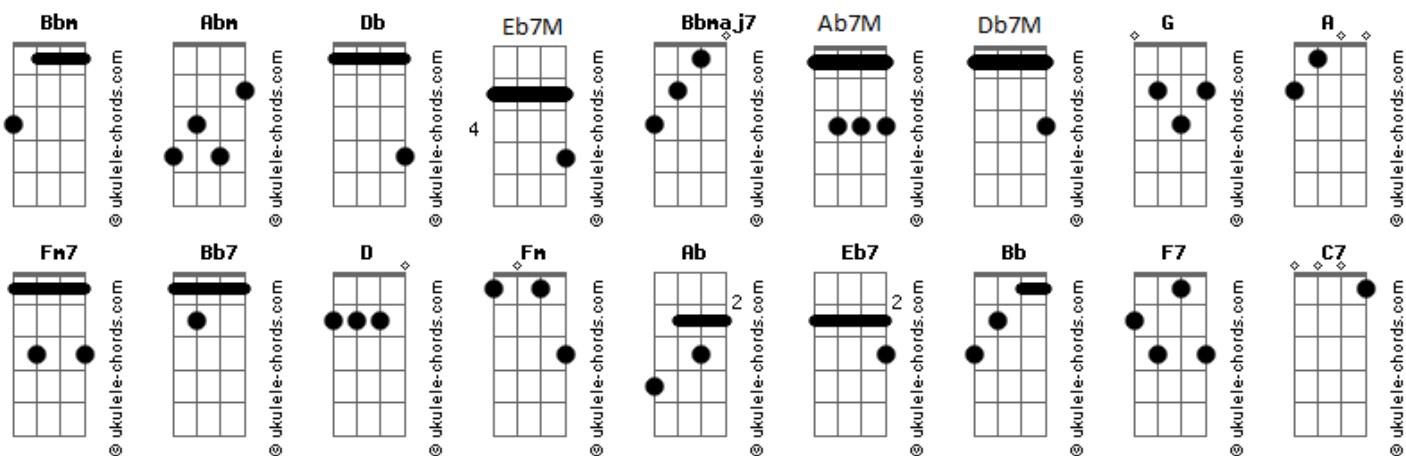 Bbm Abm Db Eb7M Bbmaj7 Ab7M Db7M G A
4
© ukulele-chords.com © ukulele-chords.com © ukulele-chords.com © ukulele-chords.com © ukulele-chords.com © ukulele-chords.com © ukulele-chords.com © ukulele-chords.com © ukulele-chords.com
Fm7 Bb7 D Fm Ab Eb7 Bb F7 C7
2 2
© ukulele-chords.com © ukulele-chords.com © ukulele-chords.com © ukulele-chords.com © ukulele-chords.com © ukulele-chords.com © ukulele-chords.com © ukulele-chords.com © ukulele-chords.com